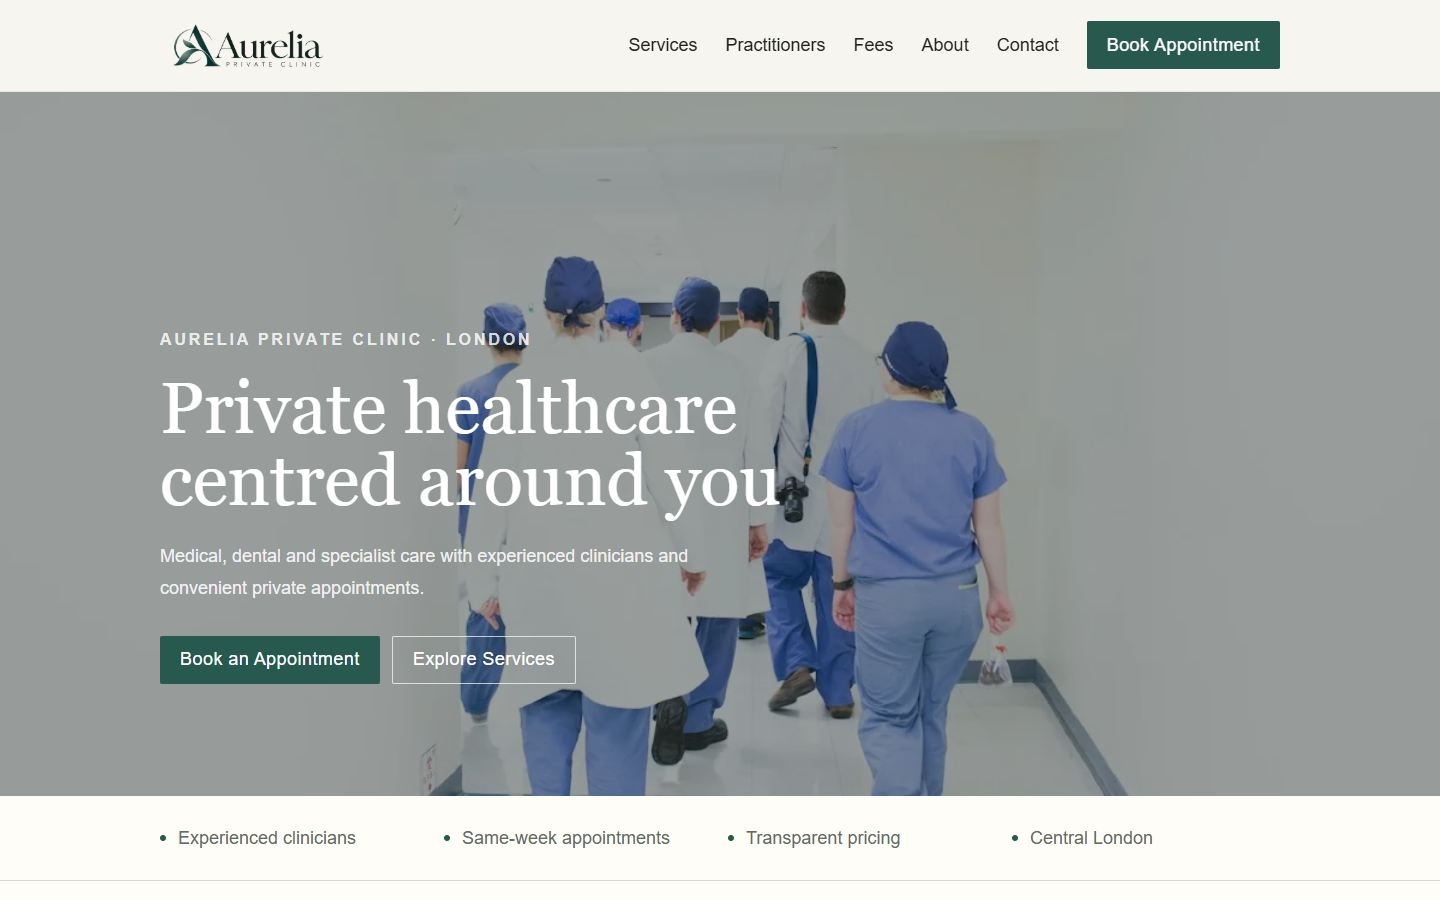 Aurelia
PRIVATE CLINIC
Services
Practitioners
Fees
About
Contact
Book Appointment
AURELIA PRIVATE CLINIC · LONDON
Private healthcare
centred around you
Medical, dental and specialist care with experienced clinicians and
convenient private appointments.
Book an Appointment
Explore Services
Experienced clinicians
Same-week appointments
Transparent pricing
Central London